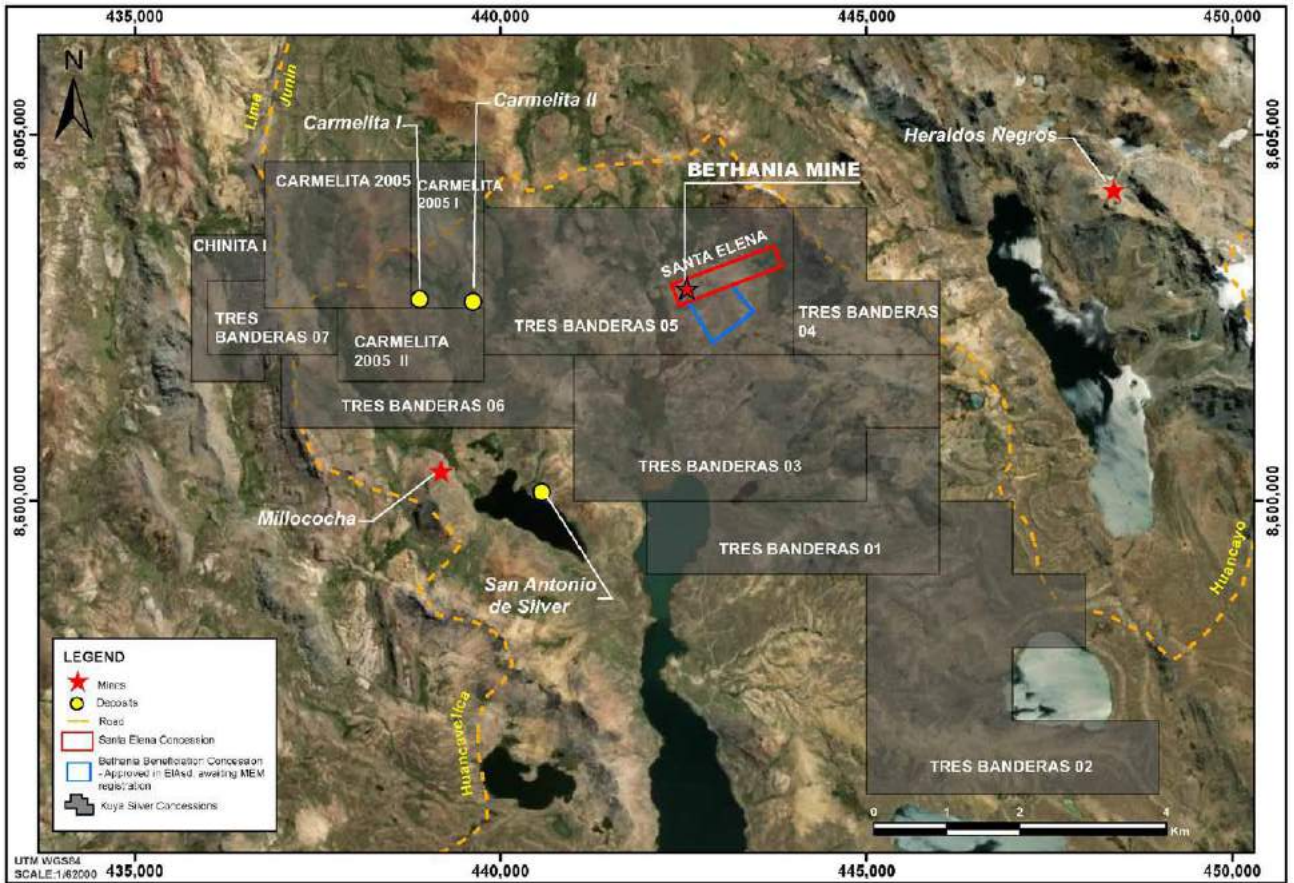 435,000
440,000
445,000
450,000
N
Lima
Junín
Carmelita II
Carmelita I
8,605,000
8,605,000
Heraldos Negros
BETHANIA MINE
CARMELITA 2005
CARMELITA
2005 I
CHINITA I
SANTA ELENA
TRES
BANDERAS 07
TRES BANDERAS 05
TRES BANDERAS
04
CARMELITA
2005 II
TRES BANDERAS 06
TRES BANDERAS 03
8,600,000
8,600,000
Millococha
TRES BANDERAS 01
San Antonio
de Silver
Huancayo
Huancavelica
LEGEND
Mines
Deposits
Road
Santa Elena Concession
Bethania Beneficiation Concession
- Approved in EIAsd, awaiting MEM
registration
Kuya Silver Concessions
TRES BANDERAS 02
0 1 2 4
Km
UTM WGS84
SCALE:1/62000
435,000
440,000
445,000
450,000